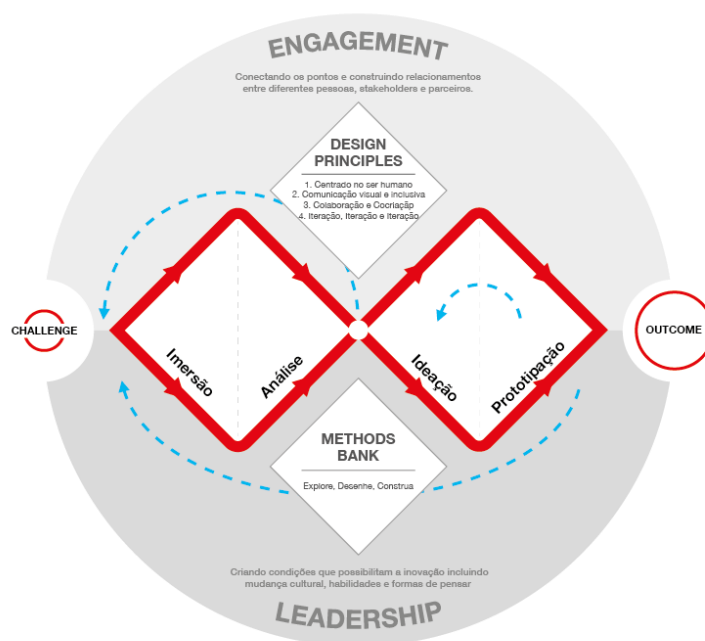 ENGAGEMENT
Conectando os pontos e construindo relacionamentos
entre diferentes pessoas, stakeholders e parceiros.
DESIGN
PRINCIPLES
1. Centrado no ser humano
2. Comunicação visual e inclusiva
3. Colaboração e Cocriaçãp
4. Iteração, Iteração e Iteração
CHALLENGE
Imersão
Análise
Ideação
Prototipação
OUTCOME
METHODS
BANK
Explore, Desenhe, Construa
Criando condições que possibilitam a inovação incluindo
mudança cultural, habilidades e formas de pensar
LEADERSHIP